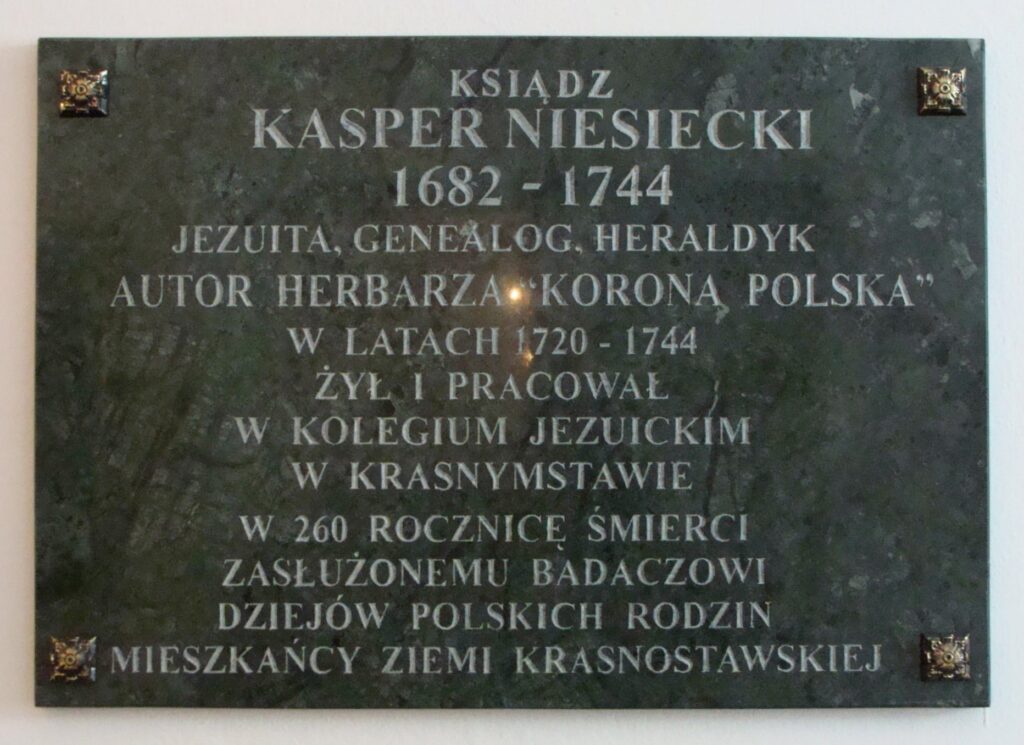 KSIĄDZ
KASPER NIESIECKI
1682 - 1744
JEZUITA, GENEALOG, HERALDYK
AUTOR HERBARZA “KORONA POLSKA”
W LATACH 1720 - 1744
ŻYŁ I PRACOWAŁ
W KOLEGIUM JEZUICKIM
W KRASNYMSTAWIE
W 260 ROCZNICĘ ŚMIERCI
ZASŁUŻONEMU BADACZOWI
DZIEJÓW POLSKICH RODZIN
MIESZKAŃCY ZIEMI KRASNOSTAWSKIEJ